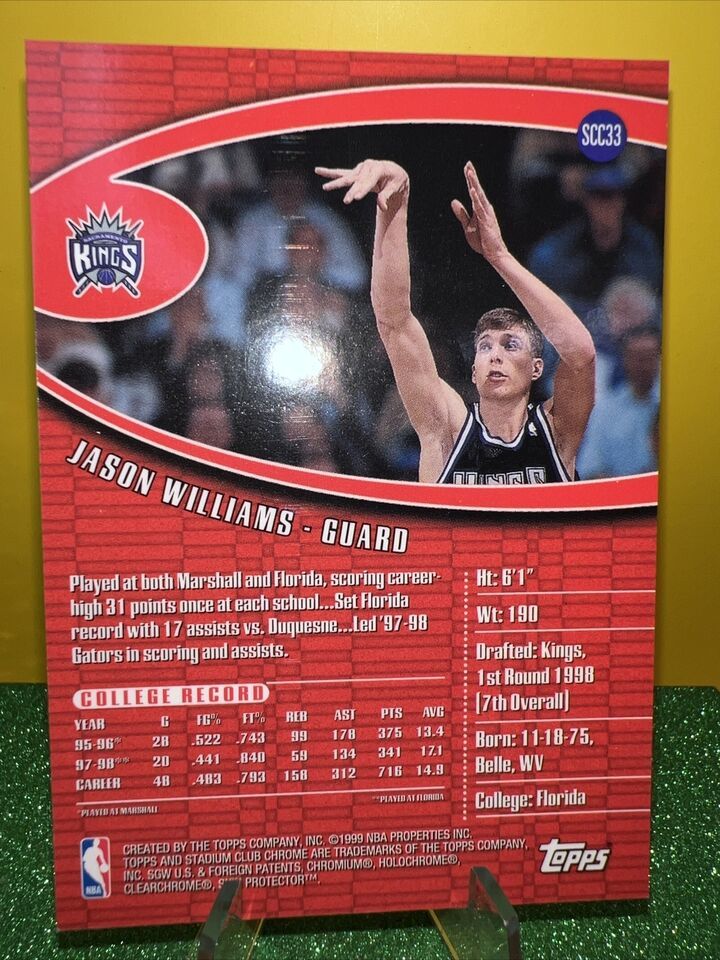 SCC33
SACRAMENTO
KINGS
KINGS
JASON WILLIAMS - GUARD
Played at both Marshall and Florida, scoring career-
high 31 points once at each school...Set Florida
record with 17 assists vs. Duquesne...Led '97-98
Gators in scoring and assists.
COLLEGE RECORD
YEAR G FG% FT% REB AST PTS AVG
95-96* 28 .522 .743 99 178 375 13.4
97-98** 20 .441 .840 59 134 341 17.1
CAREER 48 .483 .793 158 312 716 14.9
*PLAYED AT MARSHALL **PLAYED AT FLORIDA
Ht: 6'1"
Wt: 190
Drafted: Kings,
1st Round 1998
(7th Overall)
Born: 11-18-75,
Belle, WV
College: Florida
NBA
CREATED BY THE TOPPS COMPANY, INC. ©1999 NBA PROPERTIES INC.
TOPPS AND STADIUM CLUB CHROME ARE TRADEMARKS OF THE TOPPS COMPANY,
INC. SGW U.S. & FOREIGN PATENTS, CHROMIUM®, HOLOCHROME®,
CLEARCHROME®, PROTECTOR™.
TOPPS